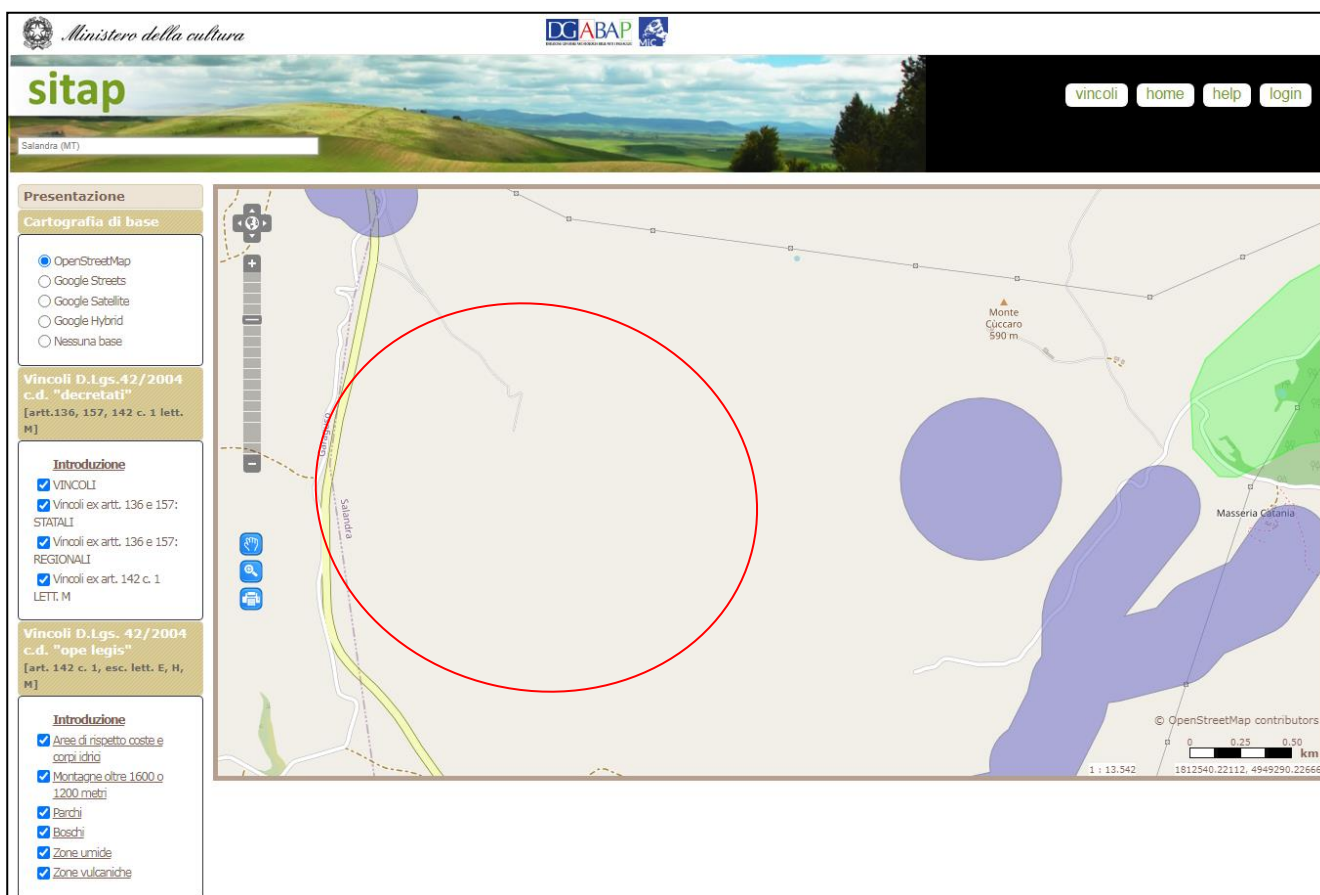 Ministero della cultura
DGABAP
MIC
sitap
vincoli
home
help
login
Salandra (MT)
Presentazione
Cartografia di base
OpenStreetMap
Google Streets
Google Satellite
Google Hybrid
Nessuna base
Vincoli D.Lgs.42/2004
c.d. "decretati"
[artt.136, 157, 142 c. 1 lett.
M]
Introduzione
VINCOLI
Vincoli ex artt. 136 e 157:
STATALI
Vincoli ex artt. 136 e 157:
REGIONALI
Vincoli ex art. 142 c. 1
LETT. M
Vincoli D.Lgs. 42/2004
c.d. "ope legis"
[art. 142 c. 1, esc. lett. E, H,
M]
Introduzione
Aree di rispetto coste e
corpi idrici
Montagne oltre 1600 o
1200 metri
Parchi
Boschi
Zone umide
Zone vulcaniche
Monte
Cùccaro
590 m
Garaguso
Salandra
Masseria Catania
© OpenStreetMap contributors
0 0.25 0.50
km
1 : 13.542
1812540.22112, 4949290.22666